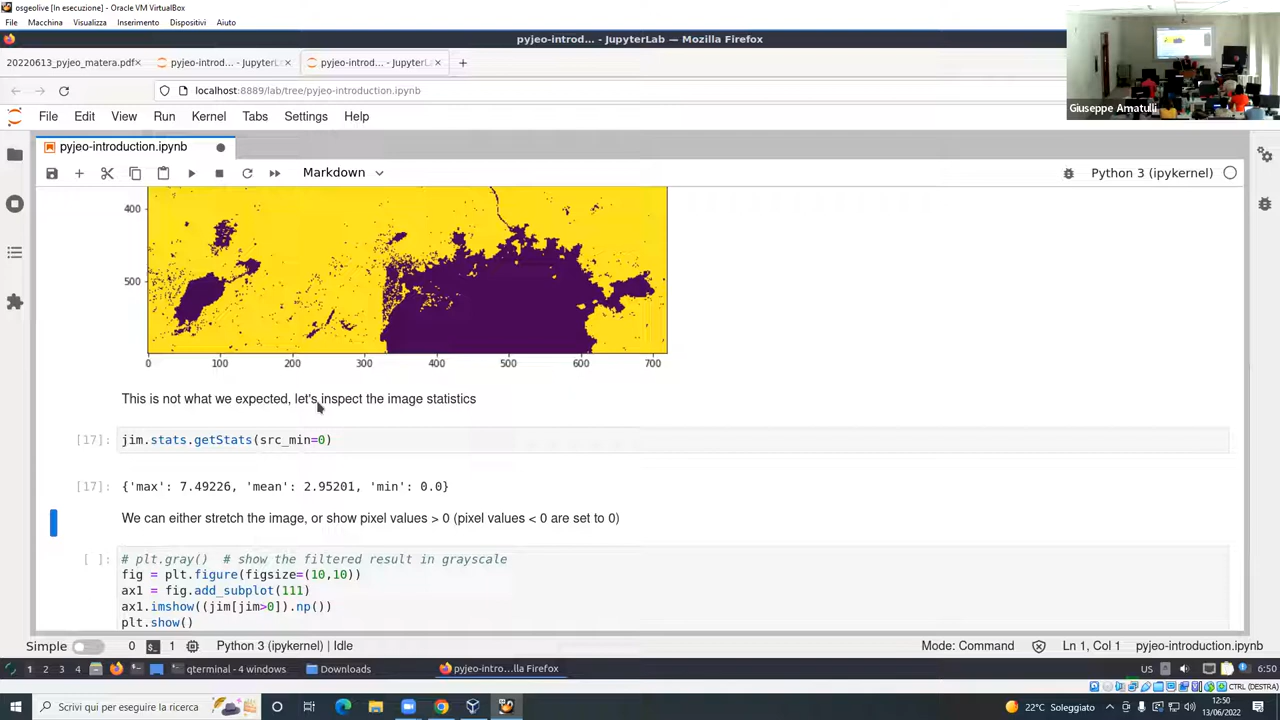 osgeolive [In esecuzione] - Oracle VM VirtualBox
File Macchina Visualizza Inserimento Dispositivi Aiuto
pyjeo-introd... - JupyterLab — Mozilla Firefox
20220613_pyjeo_matera.pdf×
pyjeo-introd... - JupyterLab ×
pyjeo-introd... - JupyterLab ×
localhost:8889/lab/tree/pyjeo-introduction.ipynb
Giuseppe Amatulli
File Edit View Run Kernel Tabs Settings Help
pyjeo-introduction.ipynb
Markdown
Python 3 (ipykernel)
400
500
0 100 200 300 400 500 600 700
This is not what we expected, let's inspect the image statistics
[17]: jim.stats.getStats(src_min=0)
[17]: {'max': 7.49226, 'mean': 2.95201, 'min': 0.0}
We can either stretch the image, or show pixel values > 0 (pixel values < 0 are set to 0)
[ ]: # plt.gray() # show the filtered result in grayscale
fig = plt.figure(figsize=(10,10))
ax1 = fig.add_subplot(111)
ax1.imshow((jim[jim>0]).np())
plt.show()
Simple 0 1 Python 3 (ipykernel) | Idle Mode: Command Ln 1, Col 1 pyjeo-introduction.ipynb
1 2 3 4 qterminal - 4 windows Downloads pyjeo-intro...lla Firefox US 6:50
CTRL (DESTRA)
Scrivi qui per eseguire la ricerca 22°C Soleggiato 12:50
13/06/2022